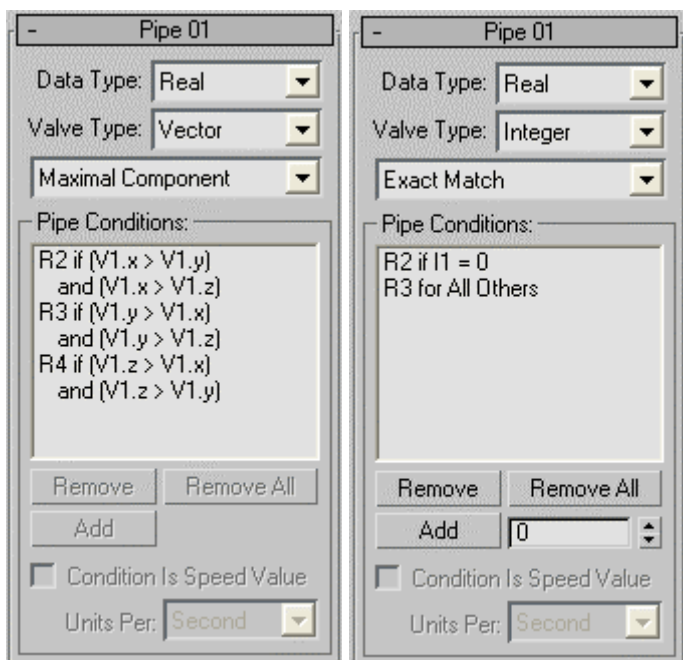 - Pipe 01
Data Type: Real
Valve Type: Vector
Maximal Component
Pipe Conditions:
R2 if (V1.x > V1.y)
and (V1.x > V1.z)
R3 if (V1.y > V1.x)
and (V1.y > V1.z)
R4 if (V1.z > V1.x)
and (V1.z > V1.y)
Remove Remove All
Add
Condition Is Speed Value
Units Per: Second
- Pipe 01
Data Type: Real
Valve Type: Integer
Exact Match
Pipe Conditions:
R2 if I1 = 0
R3 for All Others
Remove Remove All
Add 0
Condition Is Speed Value
Units Per: Second